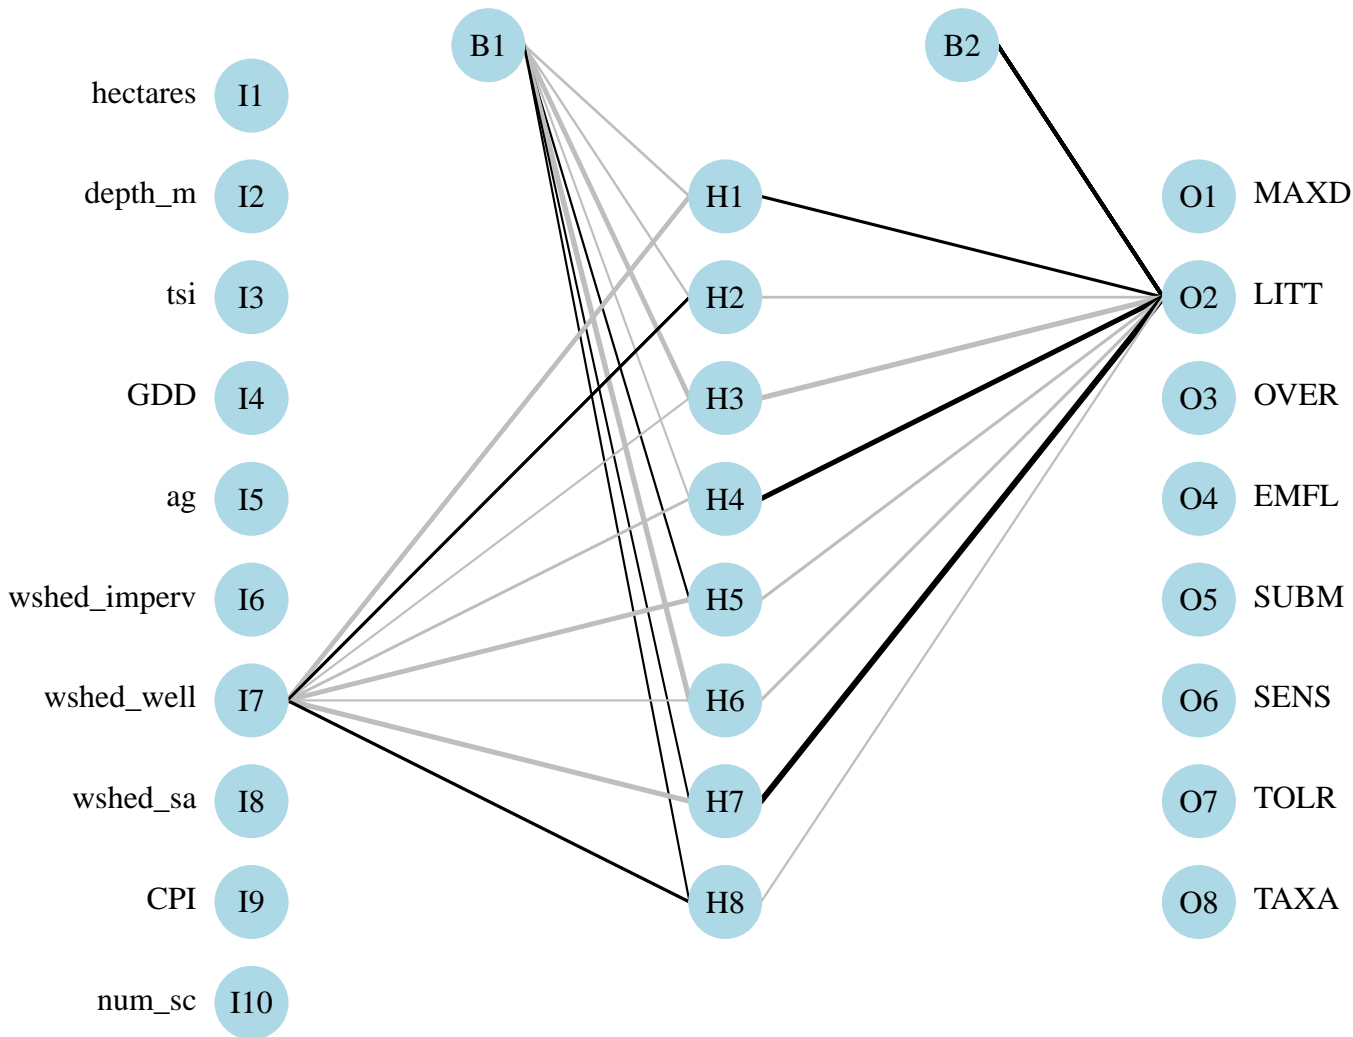 B1 B2
hectares I1
depth_m I2 H1 O1 MAXD
tsi I3 H2 O2 LITT
GDD I4 H3 O3 OVER
ag I5 H4 O4 EMFL
wshed_imperv I6 H5 O5 SUBM
wshed_well I7 H6 O6 SENS
wshed_sa I8 H7 O7 TOLR
CPI I9 H8 O8 TAXA
num_sc I10